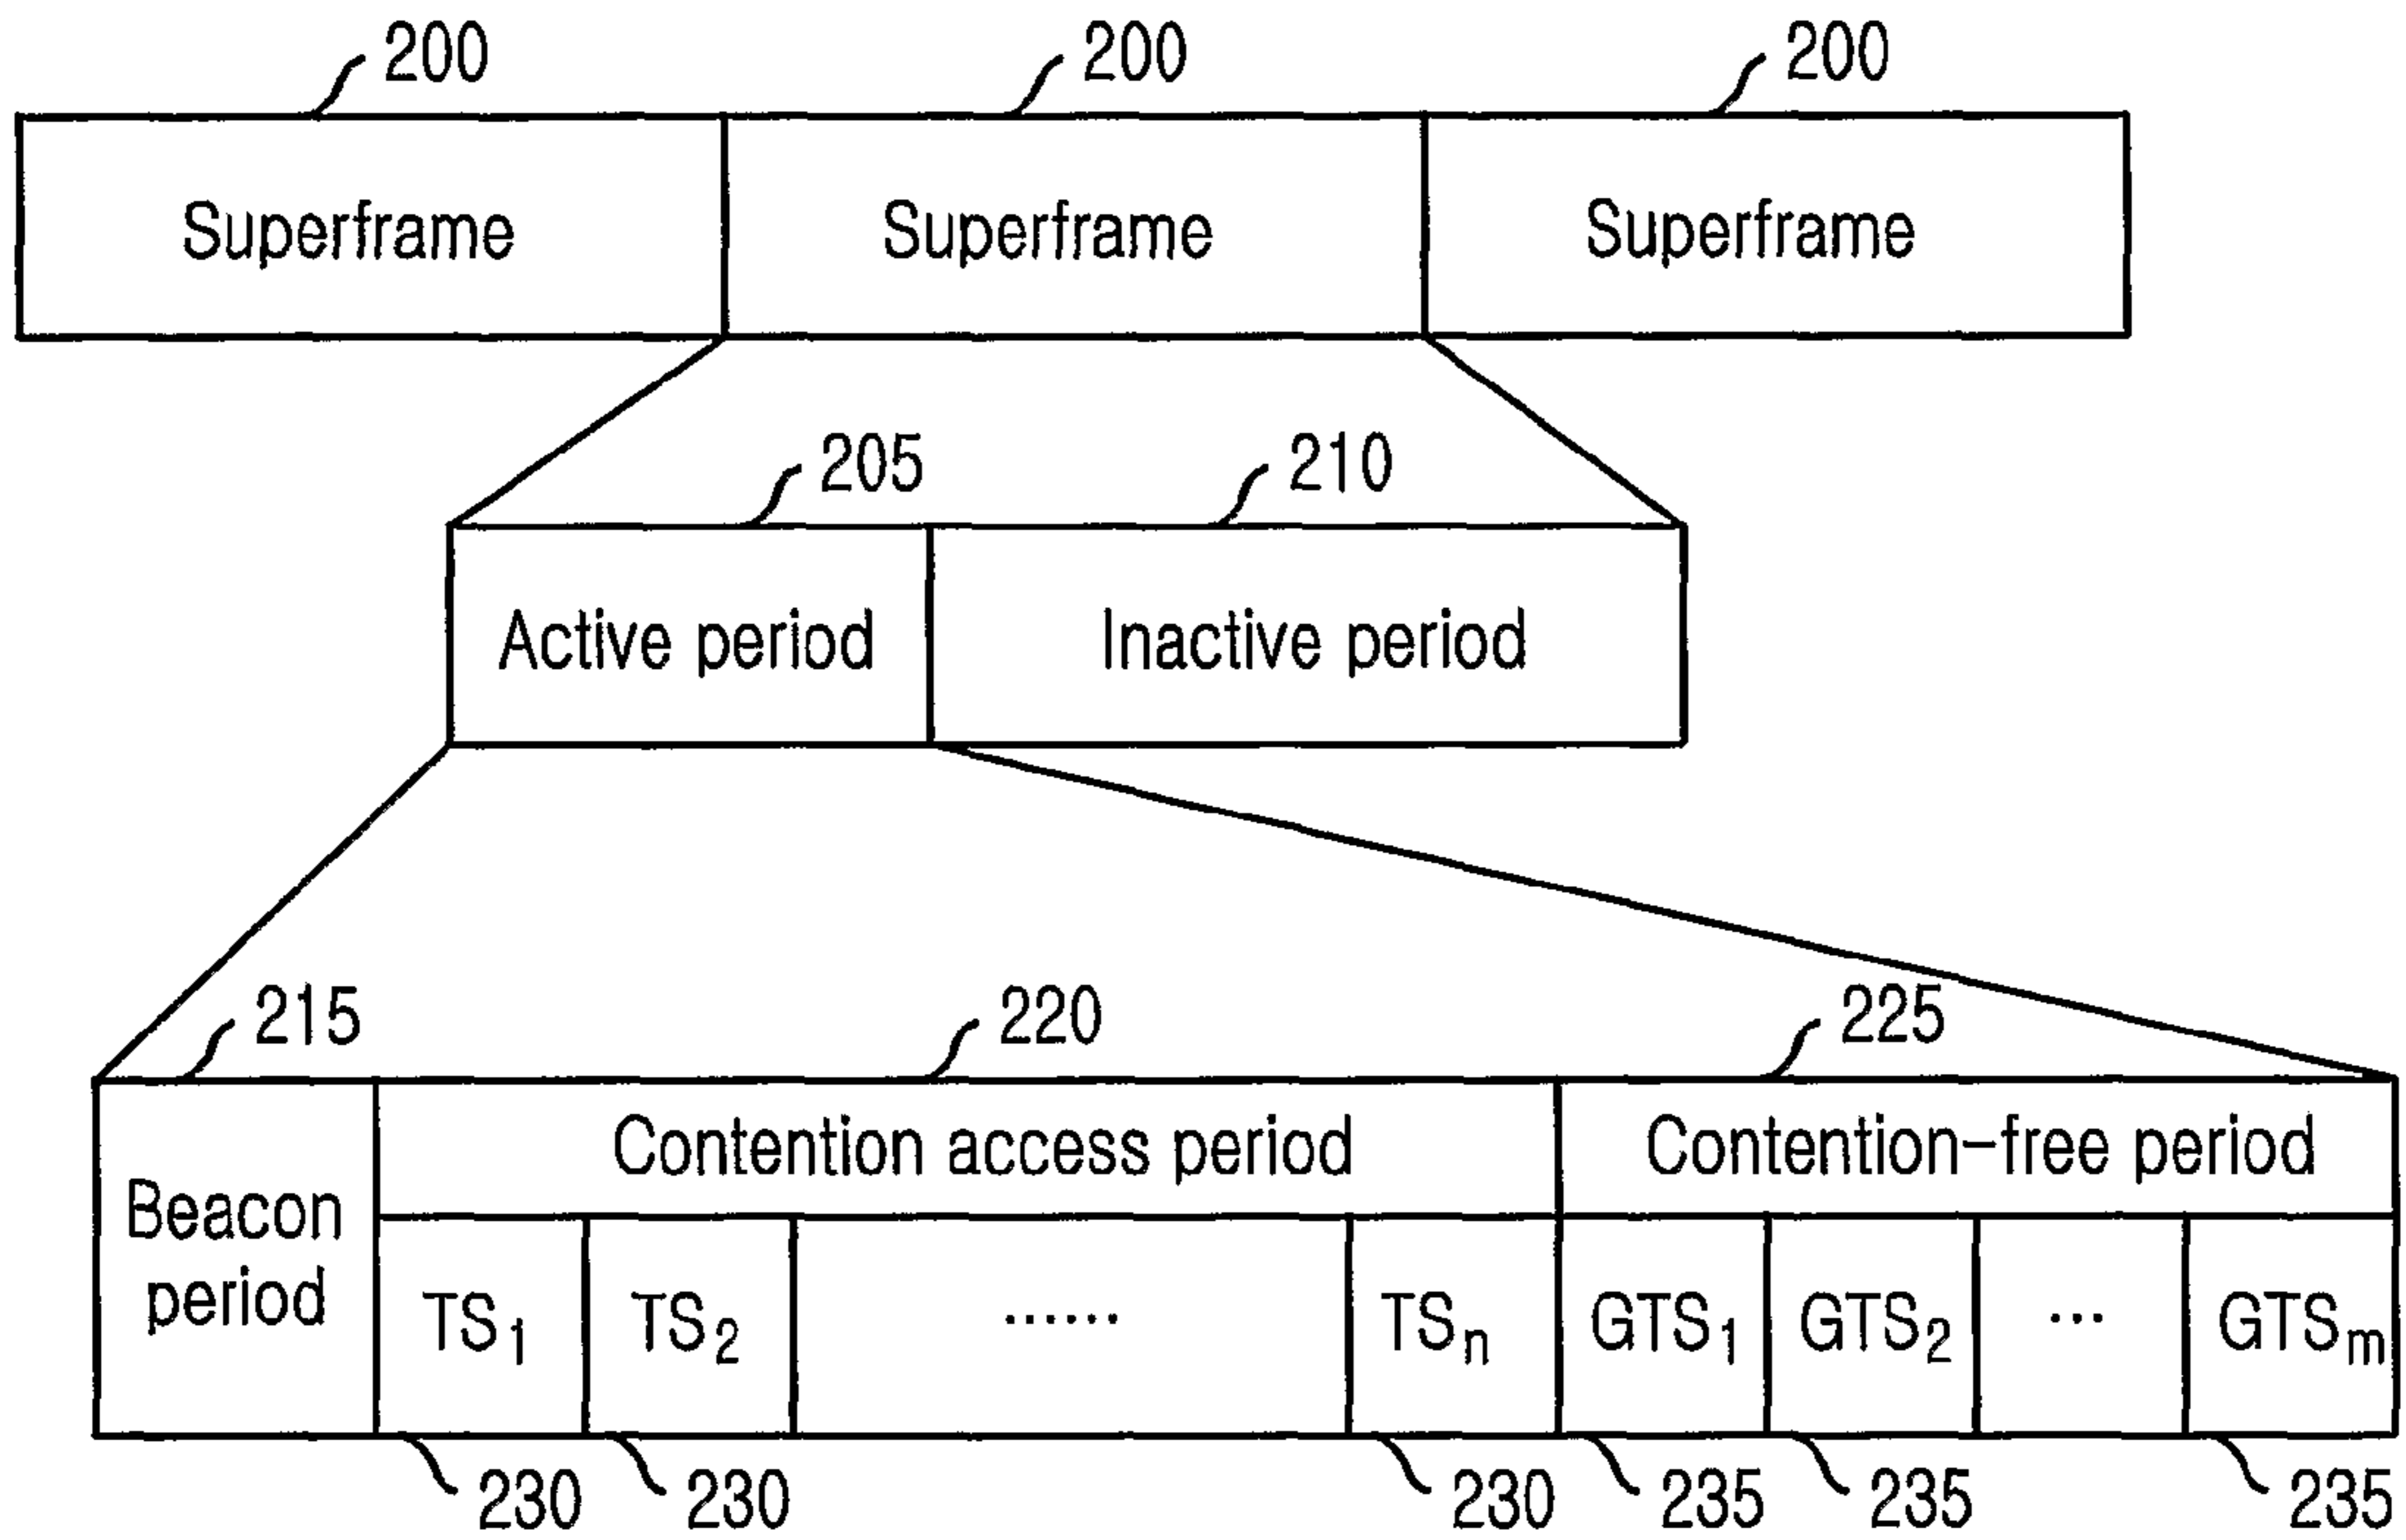 200 200 200
Superframe Superframe Superframe
205 210
Active period Inactive period
215 220 225
Contention access period Contention-free period
Beacon
period
TS1 TS2 ...... TSn GTS1 GTS2 ... GTSm
230 230 230 235 235 235